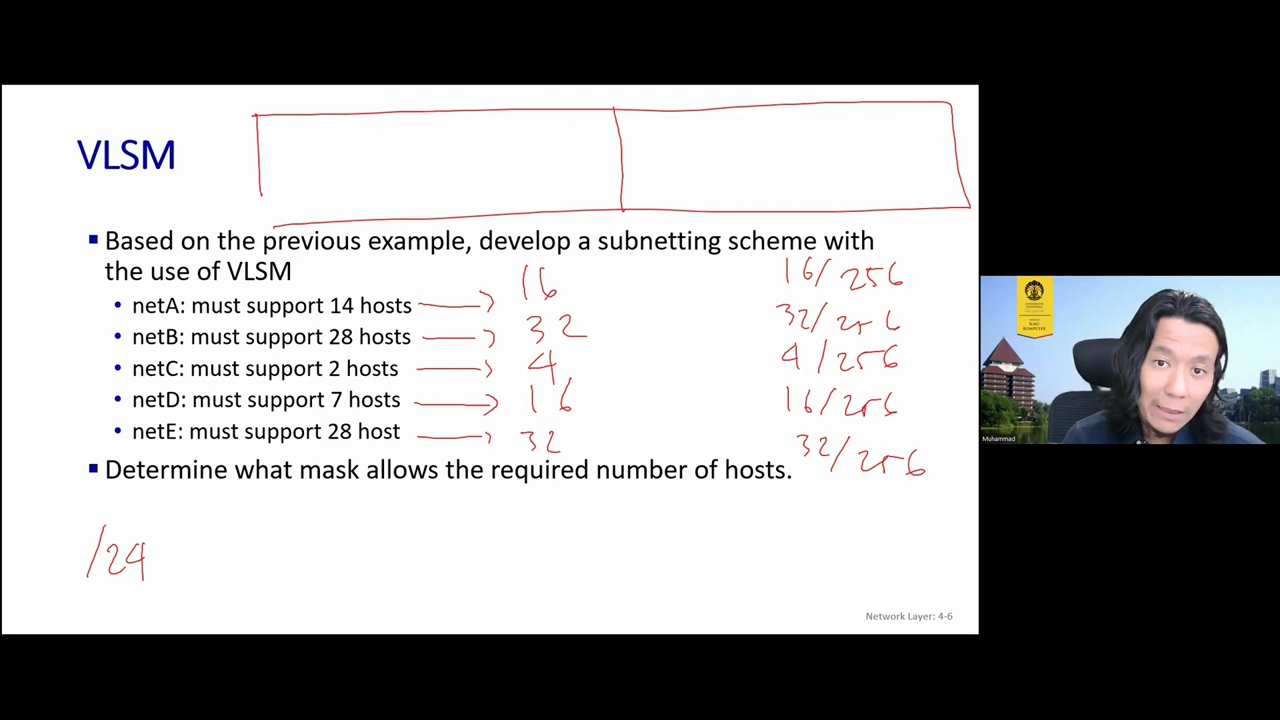 VLSM
Based on the previous example, develop a subnetting scheme with
the use of VLSM
netA: must support 14 hosts 16 16/256
netB: must support 28 hosts 32 32/256
netC: must support 2 hosts 4 4/256
netD: must support 7 hosts 16 16/256
netE: must support 28 host 32 32/256
Determine what mask allows the required number of hosts.
/24
Network Layer: 4-6
ILMU
KOMPUTER
Muhammad